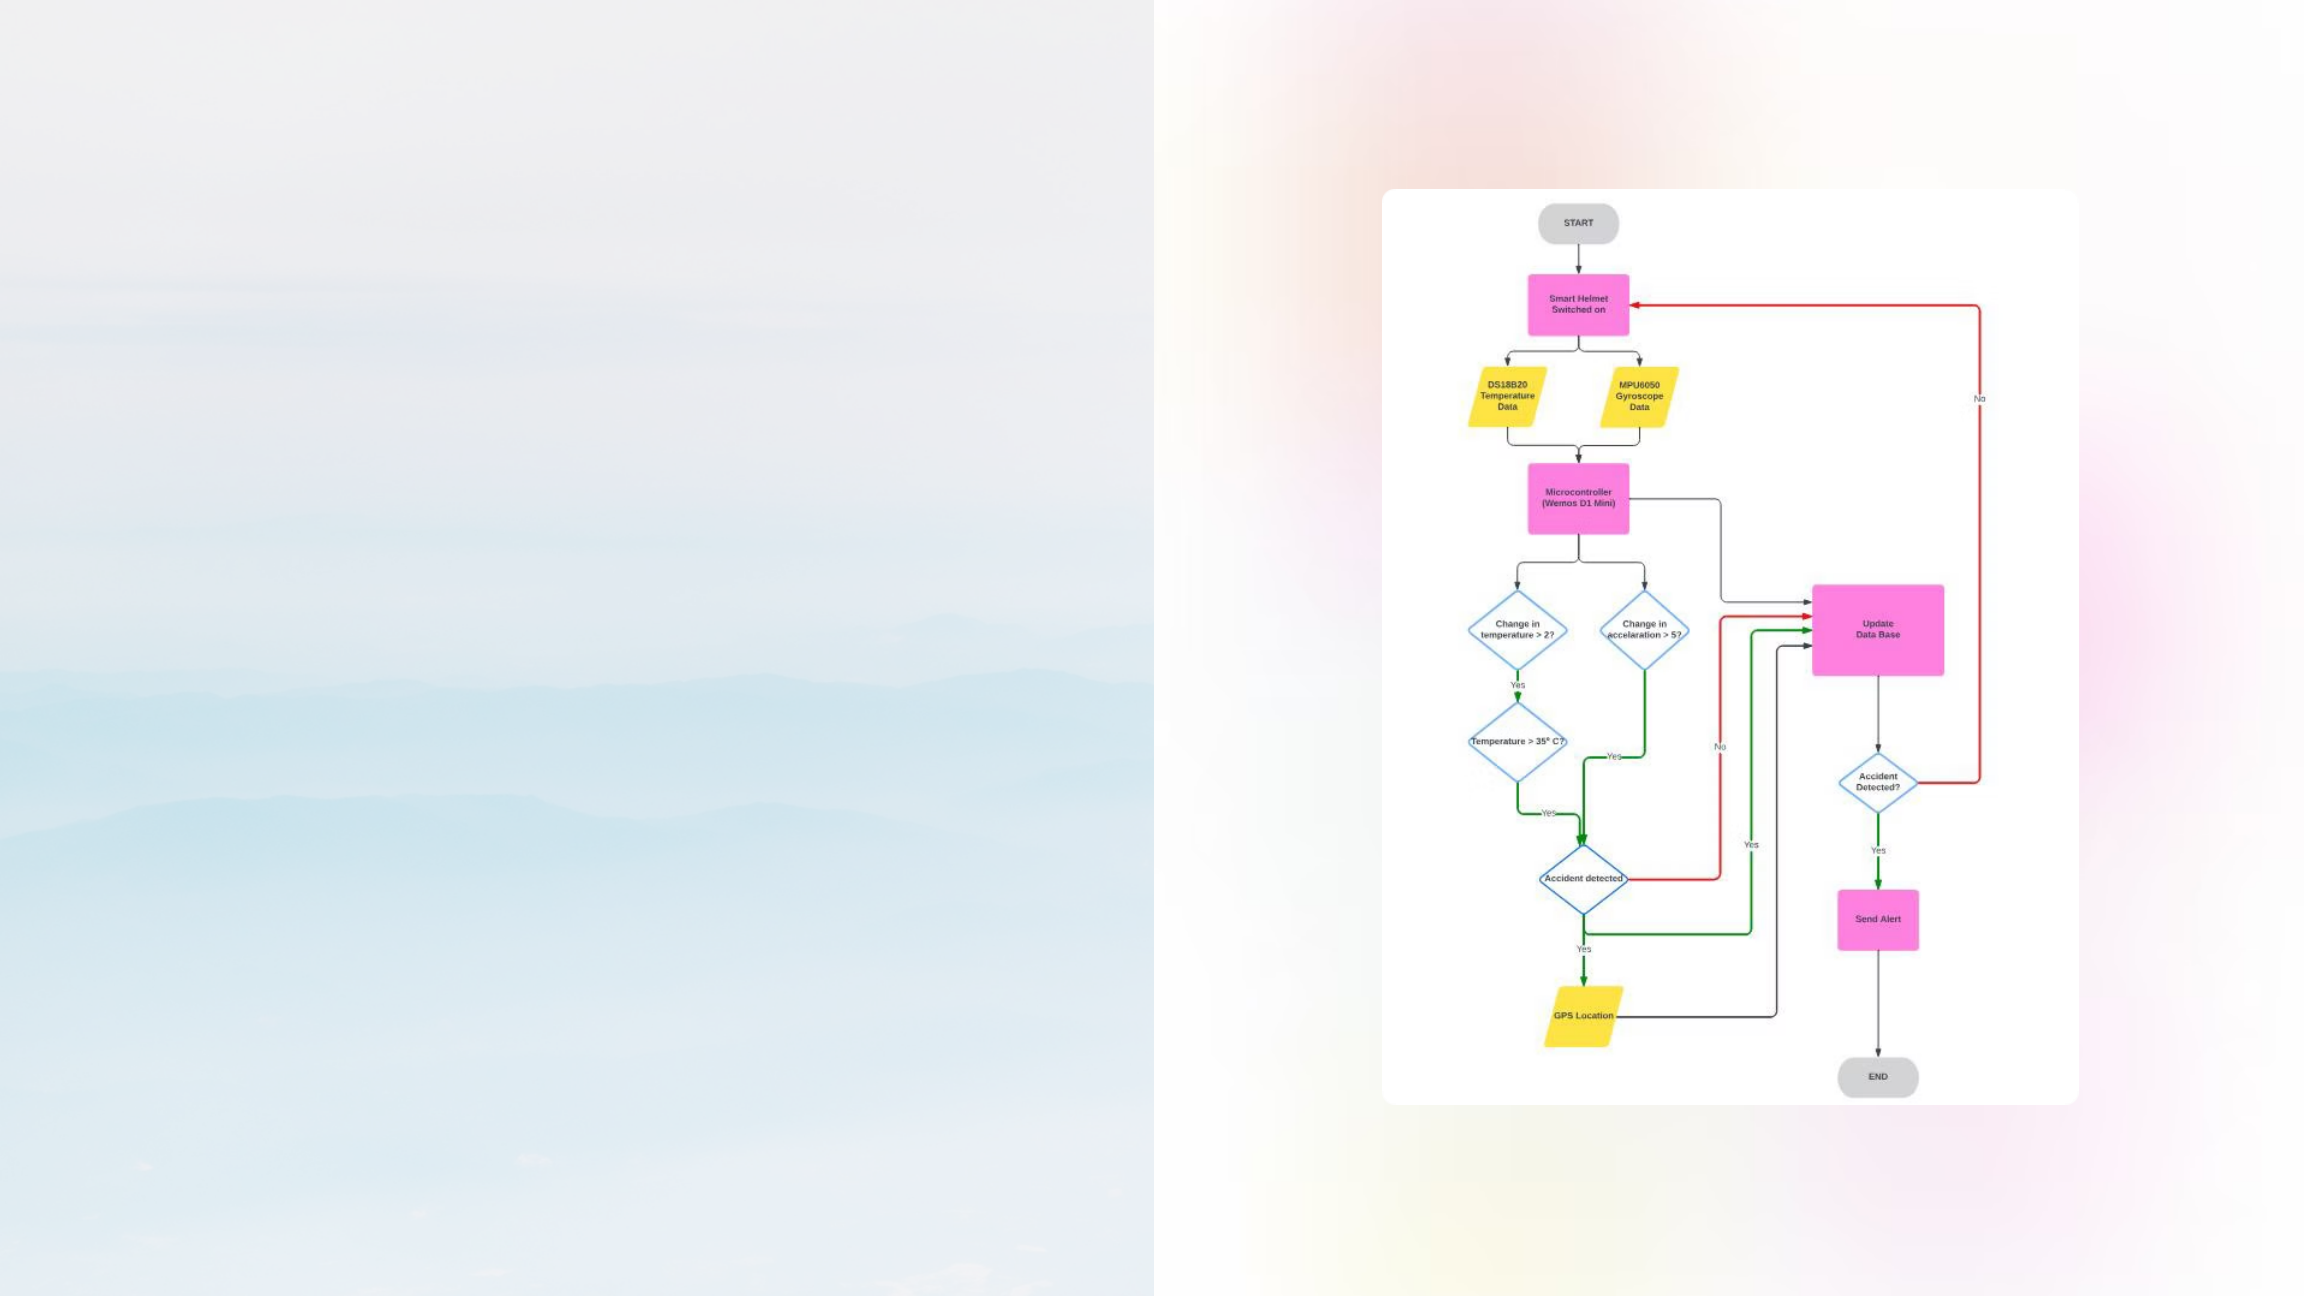 START
Smart Helmet
Switched on
DS18B20
Temperature
Data
MPU6050
Gyroscope
Data
No
Microcontroller
(Wemos D1 Mini)
Change in
temperature > 2?
Change in
accelaration > 5?
Update
Data Base
Yes
Temperature > 35° C?
No
Yes
Accident
Detected?
Yes
Yes
Yes
Accident detected
Send Alert
Yes
GPS Location
END